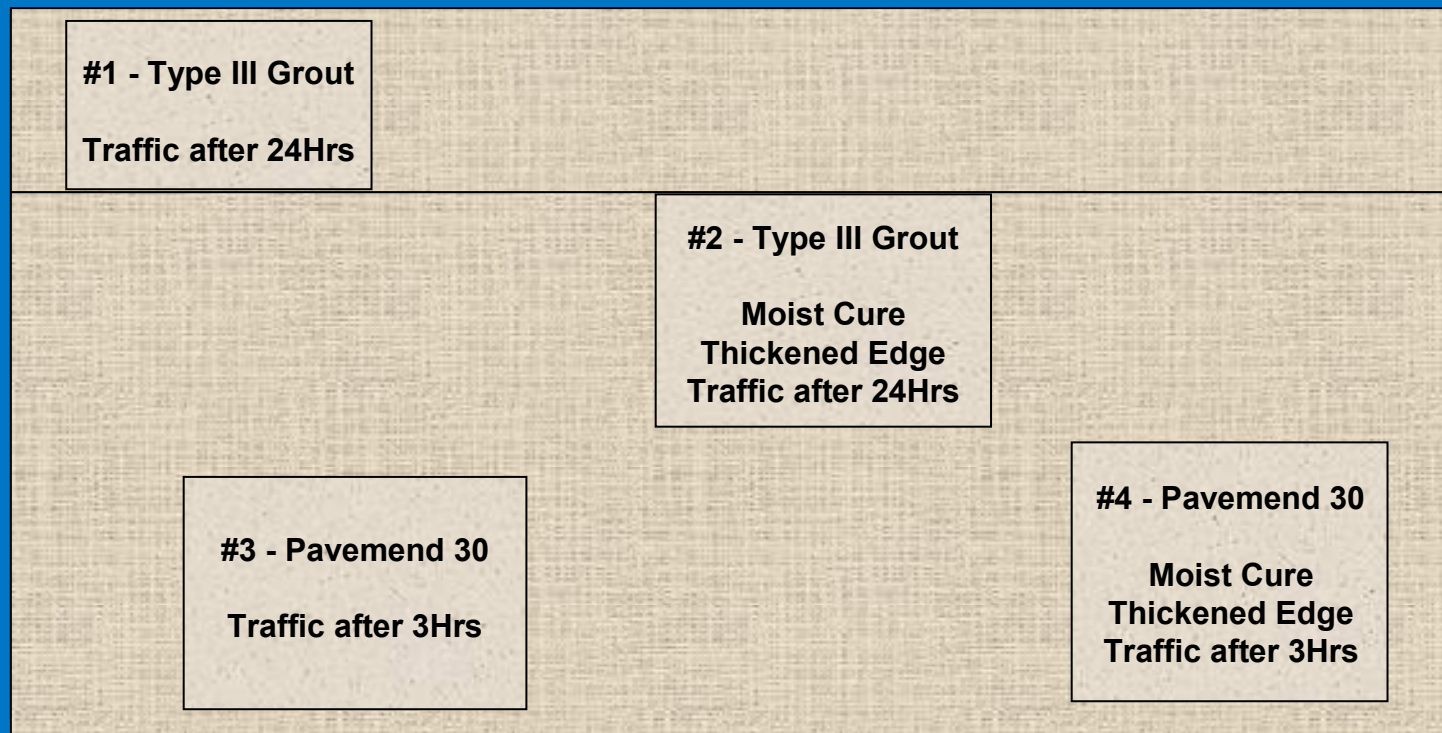 #1 - Type III Grout
Traffic after 24Hrs
#2 - Type III Grout
Moist Cure
Thickened Edge
Traffic after 24Hrs
#3 - Pavemend 30
Traffic after 3Hrs
#4 - Pavemend 30
Moist Cure
Thickened Edge
Traffic after 3Hrs